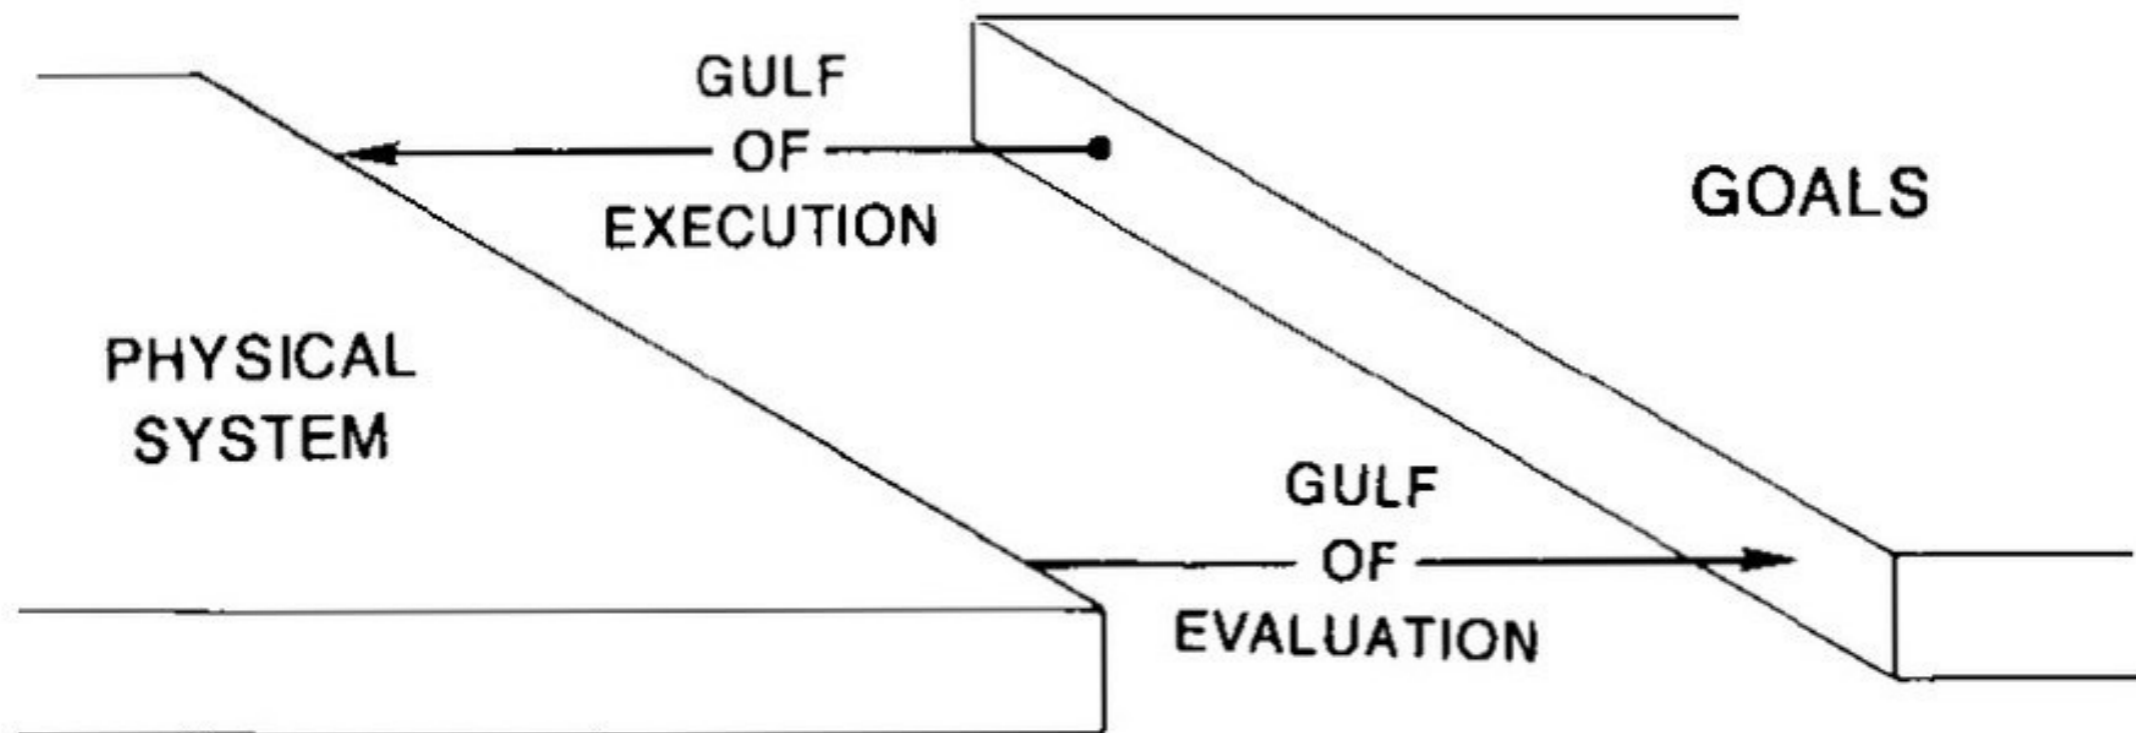 GULF
OF
EXECUTION
GOALS
PHYSICAL
SYSTEM
GULF
OF
EVALUATION